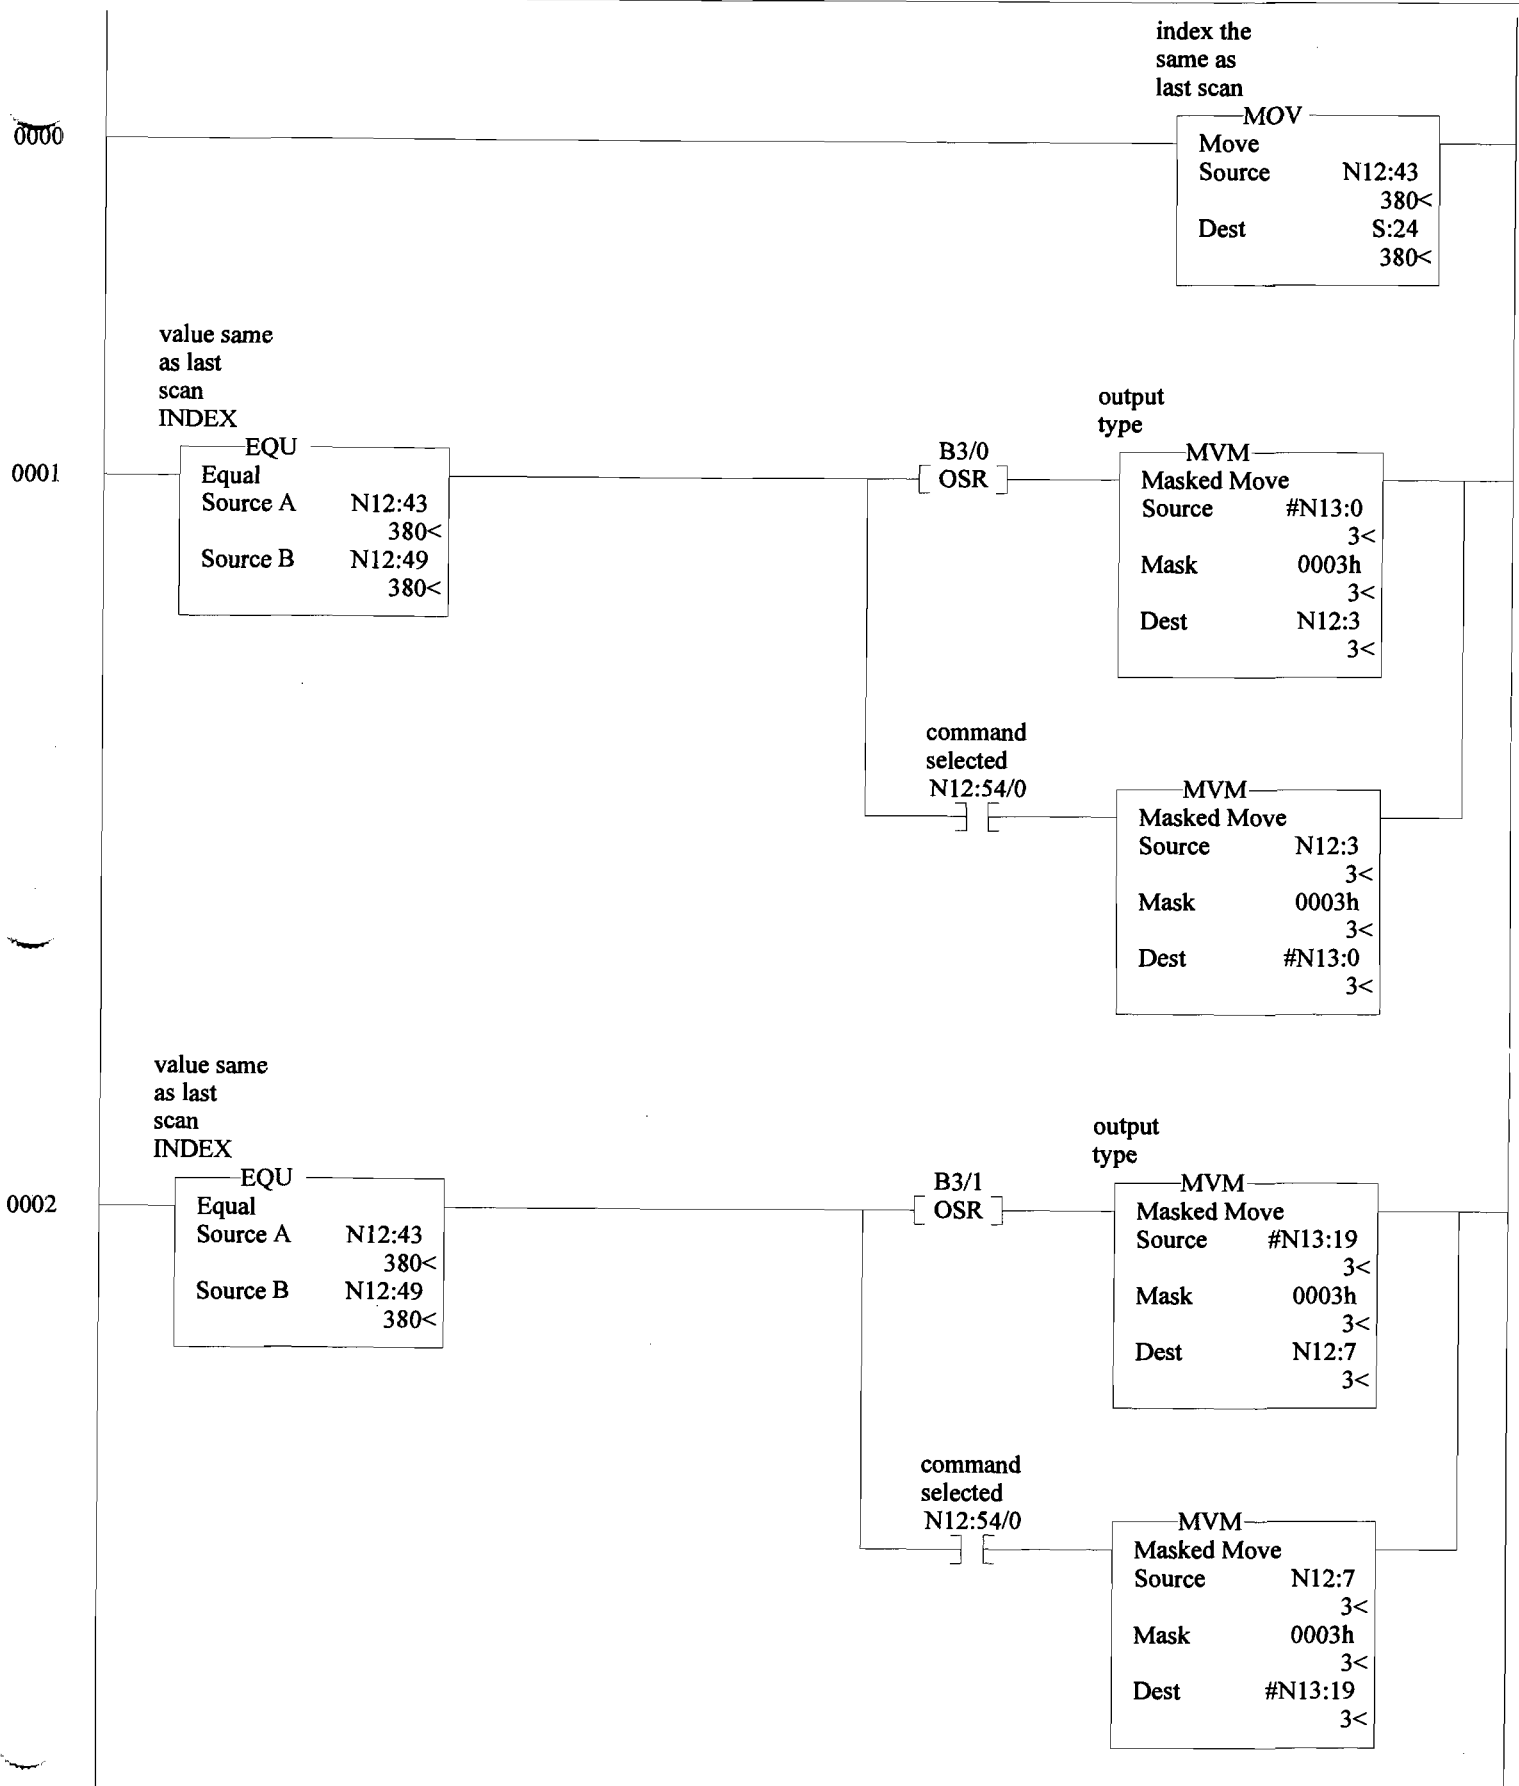 index the
same as
last scan
MOV
0000
Move
Source N12:43
380<
Dest S:24
380<
value same
as last
scan
INDEX
output
type
EQU
B3/0
MVM
0001
Equal
OSR
Masked Move
Source A N12:43
Source #N13:0
380<
3<
Source B N12:49
Mask 0003h
380<
3<
Dest N12:3
3<
command
selected
N12:54/0
MVM
Masked Move
Source N12:3
3<
Mask 0003h
3<
Dest #N13:0
3<
value same
as last
scan
INDEX
output
type
EQU
B3/1
MVM
0002
Equal
OSR
Masked Move
Source A N12:43
Source #N13:19
380<
3<
Source B N12:49
Mask 0003h
380<
3<
Dest N12:7
3<
command
selected
N12:54/0
MVM
Masked Move
Source N12:7
3<
Mask 0003h
3<
Dest #N13:19
3<